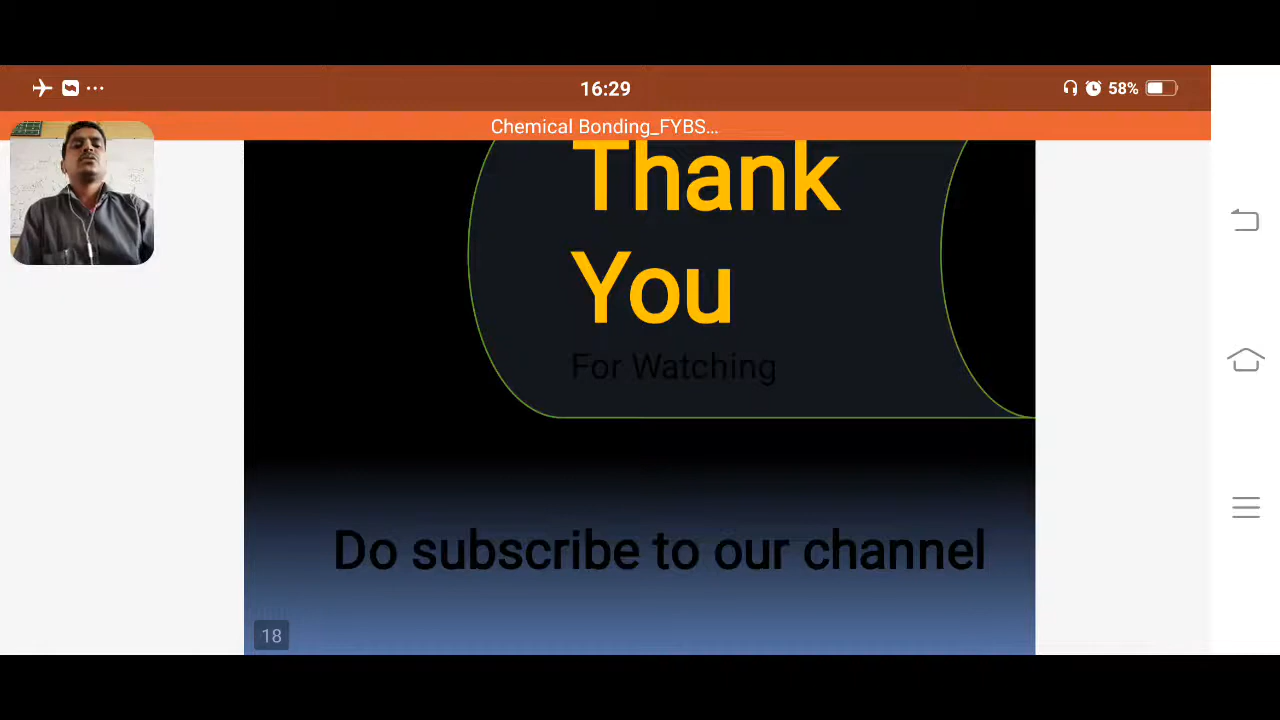 16:29
58%
Chemical Bonding_FYBS...
Thank
You
For Watching
Do subscribe to our channel
18